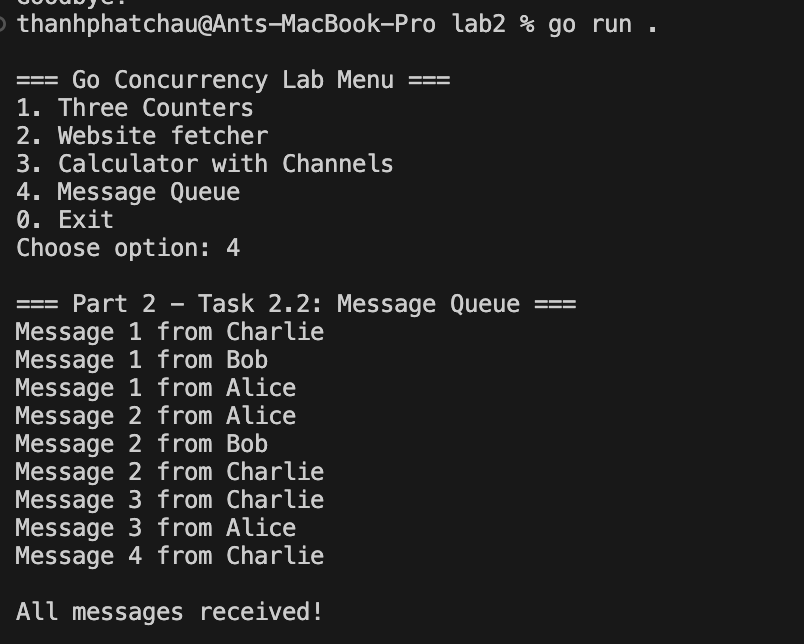 Goodbye!
thanhphatchau@Ants-MacBook-Pro lab2 % go run .
=== Go Concurrency Lab Menu ===
1. Three Counters
2. Website fetcher
3. Calculator with Channels
4. Message Queue
0. Exit
Choose option: 4
=== Part 2 - Task 2.2: Message Queue ===
Message 1 from Charlie
Message 1 from Bob
Message 1 from Alice
Message 2 from Alice
Message 2 from Bob
Message 2 from Charlie
Message 3 from Charlie
Message 3 from Alice
Message 4 from Charlie
All messages received!